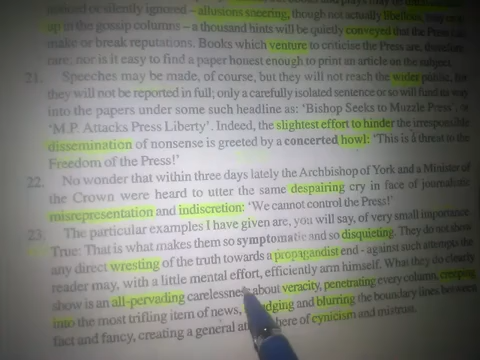 or silently ignored – allusions sneering, though not actually libellous, may
up in the gossip columns – a thousand hints will be quietly conveyed that the Press can
make or break reputations. Books which venture to criticise the Press are, therefore
rare; nor is it easy to find a paper honest enough to print an article on the subject.
21. Speeches may be made, of course, but they will not reach the wider public, for
they will not be reported in full; only a carefully isolated sentence or so will find its way
into the papers under some such headline as: 'Bishop Seeks to Muzzle Press', or
'M.P. Attacks Press Liberty'. Indeed, the slightest effort to hinder the irresponsible
dissemination of nonsense is greeted by a concerted howl: 'This is a threat to the
Freedom of the Press!'
22. No wonder that within three days lately the Archbishop of York and a Minister of
the Crown were heard to utter the same despairing cry in face of journalistic
misrepresentation and indiscretion: 'We cannot control the Press!'
23. The particular examples I have given are, you will say, of very small importance
True: That is what makes them so symptomatic and so disquieting. They do not show
any direct wresting of the truth towards a propagandist end - against such attempts the
reader may, with a little mental effort, efficiently arm himself. What they do clearly
show is an all-pervading carelessness about veracity, penetrating every column, creeping
into the most trifling item of news, and blurring the boundary lines between
fact and fancy, creating a general of cynicism and mistrust.